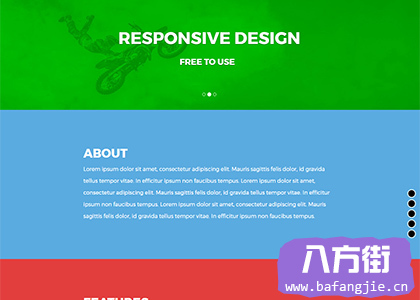 RESPONSIVE DESIGN
FREE TO USE
ABOUT
Lorem ipsum dolor sit amet, consectetur adipiscing elit. Mauris sagittis fermentum dolor, id gravida
tellus tempor vitae. In efficitur ipsum non faucibus tempus. Lorem ipsum dolor sit amet,
consectetur adipiscing elit. Mauris sagittis fermentum dolor, id gravida tellus tempor vitae. In
efficitur ipsum non faucibus tempus. Lorem ipsum dolor sit amet, consectetur adipiscing elit.
Mauris sagittis fermentum dolor, id gravida tellus tempor vitae. In efficitur ipsum non faucibus
tempus.
FEATURES
八方街
www.bafangjie.cn